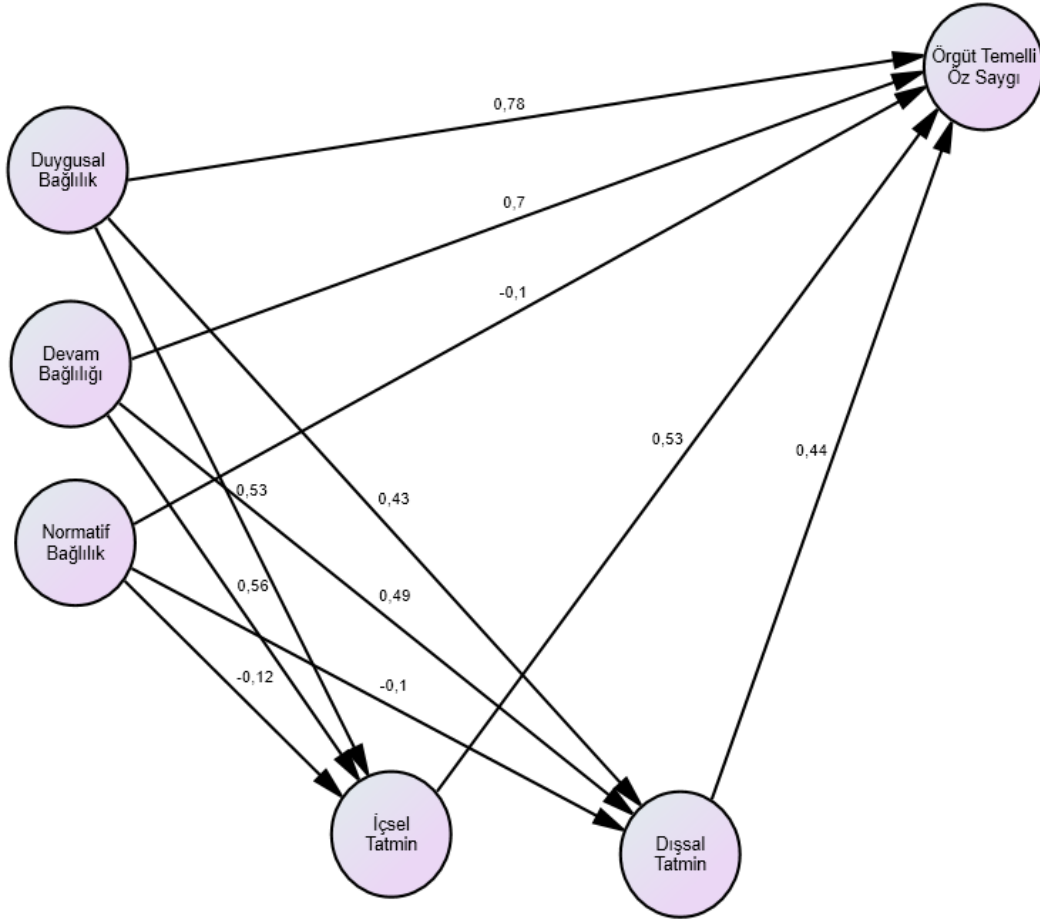 Örgüt Temelli
Öz Saygı
0,78
Duygusal
Bağlılık
0,7
-0,1
Devam
Bağlılığı
0,53
0,44
0,53
0,43
Normatif
Bağlılık
0,56
0,49
-0,12
-0,1
İçsel
Tatmin
Dışsal
Tatmin